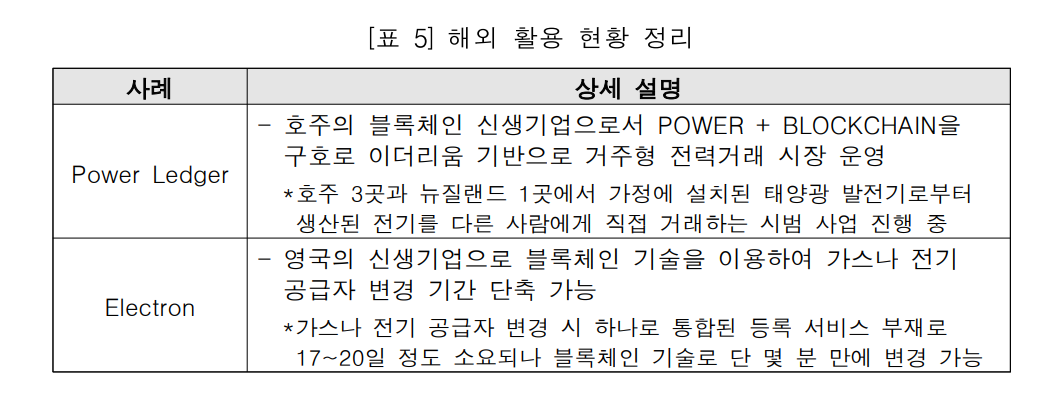 [표 5] 해외 활용 현황 정리
사례
상세 설명
Power Ledger
- 호주의 블록체인 신생기업으로서 POWER + BLOCKCHAIN을
구호로 이더리움 기반으로 거주형 전력거래 시장 운영
*호주 3곳과 뉴질랜드 1곳에서 가정에 설치된 태양광 발전기로부터
생산된 전기를 다른 사람에게 직접 거래하는 시범 사업 진행 중
Electron
- 영국의 신생기업으로 블록체인 기술을 이용하여 가스나 전기
공급자 변경 기간 단축 가능
*가스나 전기 공급자 변경 시 하나로 통합된 등록 서비스 부재로
17~20일 정도 소요되나 블록체인 기술로 단 몇 분 만에 변경 가능